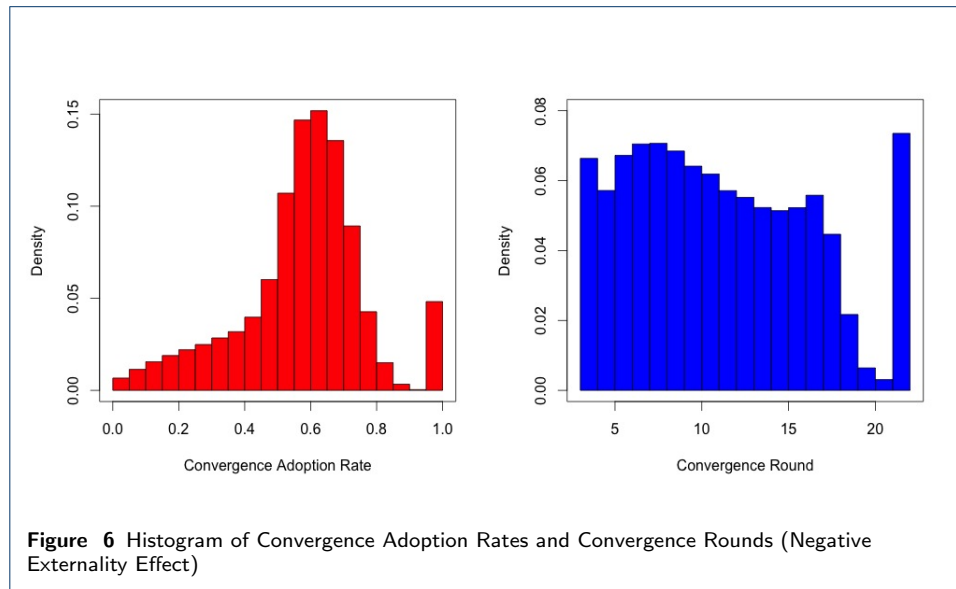 0.15
0.10
0.05
0.00
Density
0.0 0.2 0.4 0.6 0.8 1.0
Convergence Adoption Rate
0.08
0.06
0.04
0.02
0.00
Density
5 10 15 20
Convergence Round
Figure 6 Histogram of Convergence Adoption Rates and Convergence Rounds (Negative
Externality Effect)